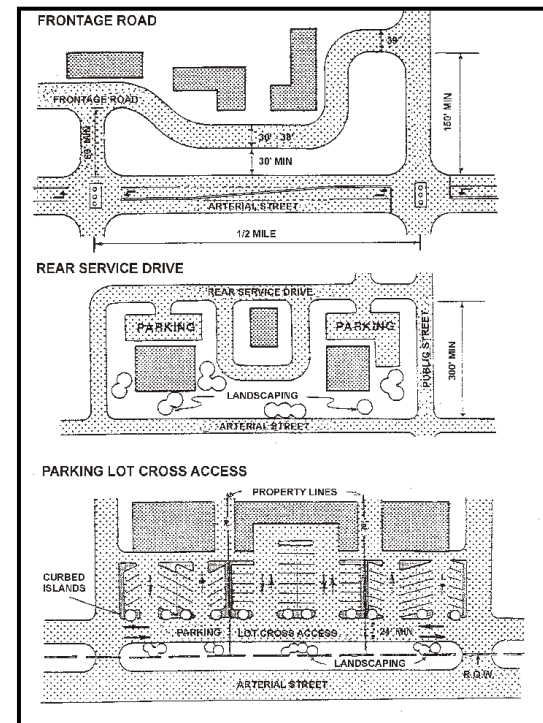 FRONTAGE ROAD
39'
FRONTAGE ROAD
60' MIN
30' - 38'
30' MIN
150' MIN
ARTERIAL STREET
1/2 MILE
REAR SERVICE DRIVE
REAR SERVICE DRIVE
PARKING
PARKING
PUBLIC STREET
300' MIN
LANDSCAPING
ARTERIAL STREET
PARKING LOT CROSS ACCESS
PROPERTY LINES
CURBED
ISLANDS
PARKING LOT CROSS ACCESS
24' MIN
LANDSCAPING
R.O.W.
ARTERIAL STREET